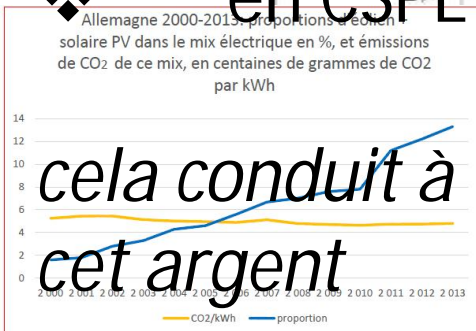 ❖ en CSPE
Allemagne 2000-2013: proportions d'éolien +
solaire PV dans le mix électrique en %, et émissions
de CO2 de ce mix, en centaines de grammes de CO2
par kWh
14
12
10
8
6
4
2
0
cela conduit à
cet argent
2 000 2 001 2 002 2 003 2 004 2 005 2 006 2 007 2 008 2 009 2 010 2 011 2 012 2 013
CO2/kWh proportion